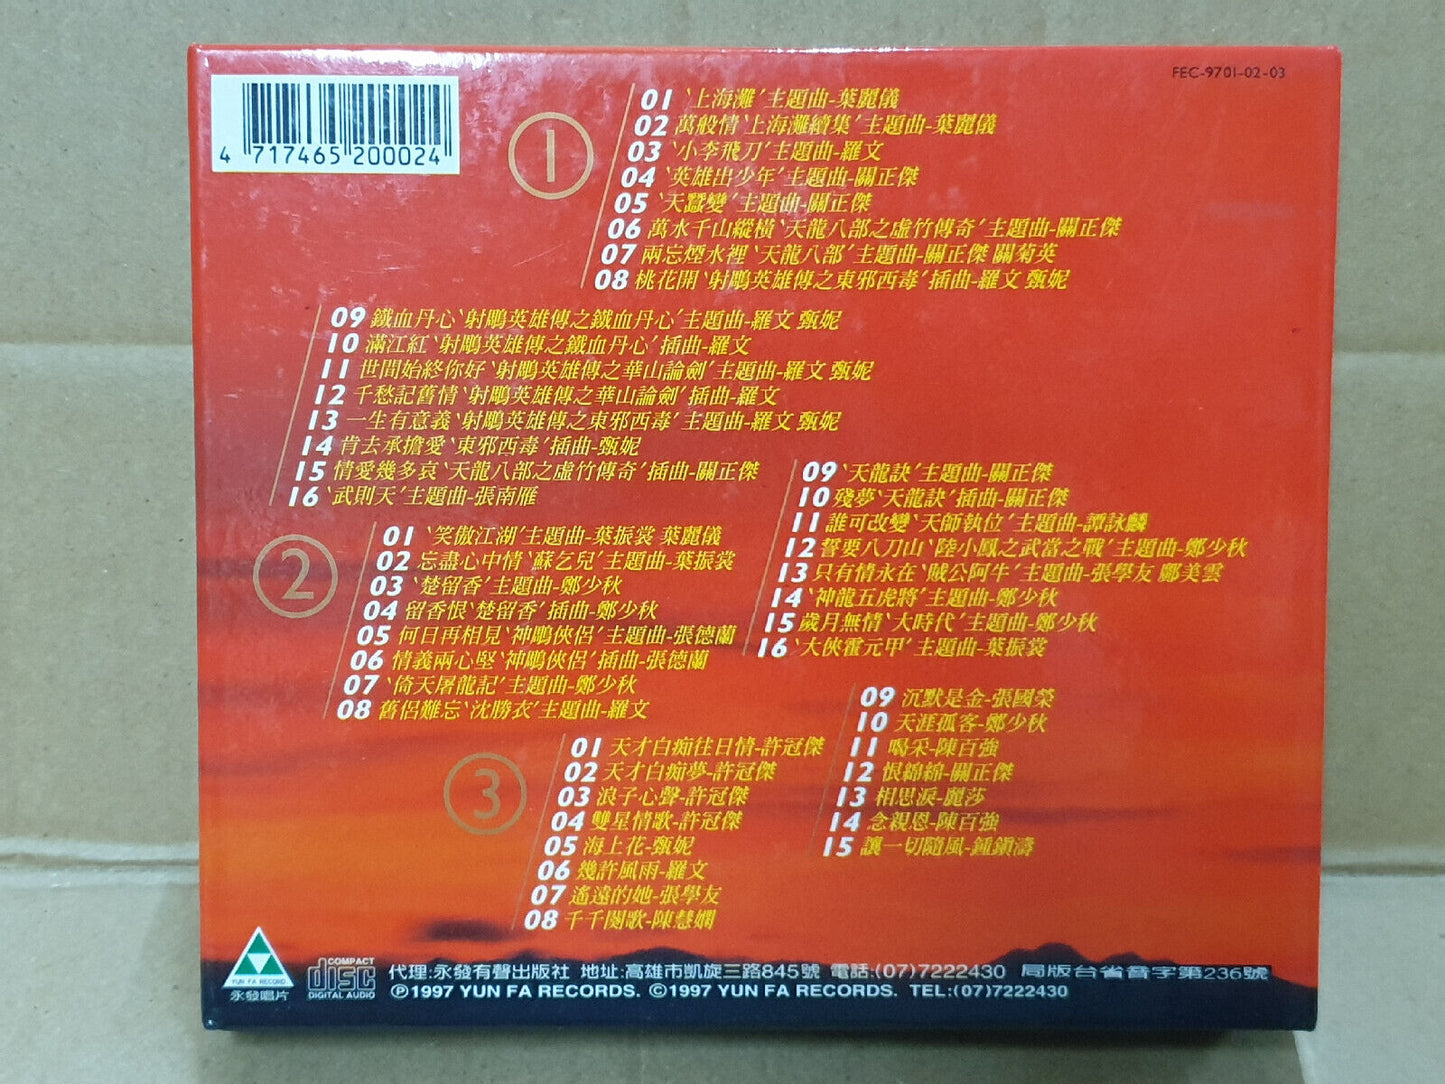 FEC-9701-02-03
4 717465 200024
1
01 '上海灘'主題曲-葉麗儀
02 萬般情'上海灘續集'主題曲-葉麗儀
03 '小李飛刀'主題曲-羅文
04 '英雄出少年'主題曲-關正傑
05 '天蠶變'主題曲-關正傑
06 萬水千山縱橫'天龍八部之虛竹傳奇'主題曲-關正傑
07 兩忘煙水裡'天龍八部'主題曲-關正傑 關菊英
08 桃花開'射鵰英雄傳之東邪西毒'插曲-羅文 甄妮
09 鐵血丹心'射鵰英雄傳之鐵血丹心'主題曲-羅文 甄妮
10 滿江紅'射鵰英雄傳之鐵血丹心'插曲-羅文
11 世間始終你好'射鵰英雄傳之華山論劍'主題曲-羅文 甄妮
12 千愁記舊情'射鵰英雄傳之華山論劍'插曲-羅文
13 一生有意義'射鵰英雄傳之東邪西毒'主題曲-羅文 甄妮
14 肯去承擔愛'東邪西毒'插曲-甄妮
15 情愛幾多哀'天龍八部之虛竹傳奇'插曲-關正傑
16 '武則天'主題曲-張南雁
2
01 '笑傲江湖'主題曲-葉振裳 葉麗儀
02 忘盡心中情'蘇乞兒'主題曲-葉振裳
03 '楚留香'主題曲-鄭少秋
04 留香恨'楚留香'插曲-鄭少秋
05 何日再相見'神鵰俠侶'主題曲-張德蘭
06 情義兩心堅'神鵰俠侶'插曲-張德蘭
07 '倚天屠龍記'主題曲-鄭少秋
08 舊侶難忘'沈勝衣'主題曲-羅文
09 '天龍訣'主題曲-關正傑
10 殘夢'天龍訣'插曲-關正傑
11 誰可改變'天師執位'主題曲-譚詠麟
12 誓要入刀山'陸小鳳之武當之戰'主題曲-鄭少秋
13 只有情永在'賊公阿牛'主題曲-張學友 鄺美雲
14 '神龍五虎將'主題曲-鄭少秋
15 歲月無情'大時代'主題曲-鄭少秋
16 '大俠霍元甲'主題曲-葉振裳
3
01 天才白痴往日情-許冠傑
02 天才白痴夢-許冠傑
03 浪子心聲-許冠傑
04 雙星情歌-許冠傑
05 海上花-甄妮
06 幾許風雨-羅文
07 遙遠的她-張學友
08 千千闋歌-陳慧嫻
09 沉默是金-張國榮
10 天涯孤客-鄭少秋
11 喝采-陳百強
12 恨綿綿-關正傑
13 相思淚-麗莎
14 念親恩-陳百強
15 讓一切隨風-鍾鎮濤
YUN FA RECORD
永發唱片
COMPACT
disc
DIGITAL AUDIO
代理:永發有聲出版社 地址:高雄市凱旋三路845號 電話:(07)7222430 局版台省音字第236號
Ⓟ1997 YUN FA RECORDS. ©1997 YUN FA RECORDS. TEL:(07)7222430